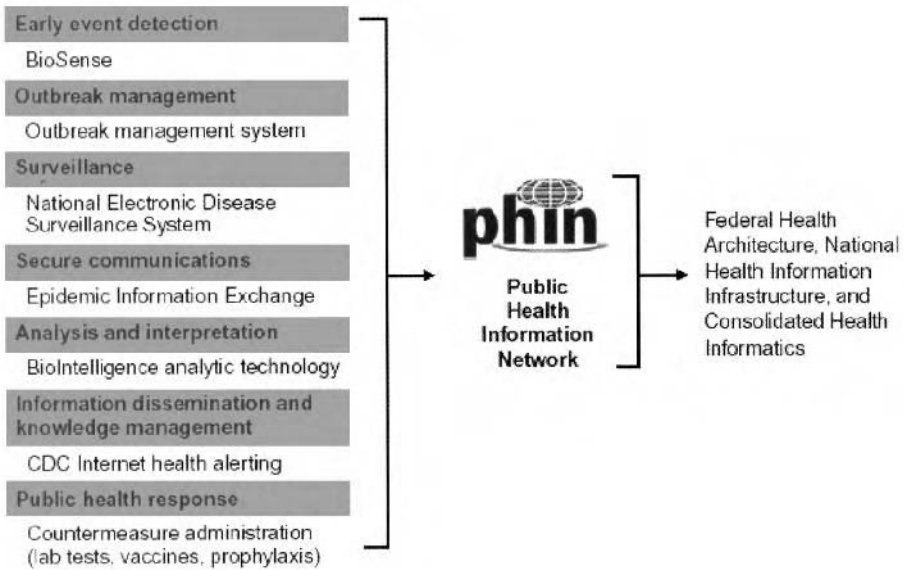 Early event detection
BioSense
Outbreak management
Outbreak management system
Surveillance
National Electronic Disease
Surveillance System
Secure communications
Epidemic Information Exchange
Analysis and interpretation
BioIntelligence analytic technology
Information dissemination and
knowledge management
CDC Internet health alerting
Public health response
Countermeasure administration
(lab tests, vaccines, prophylaxis)
phin
Public
Health
Information
Network
Federal Health
Architecture, National
Health Information
Infrastructure, and
Consolidated Health
Informatics